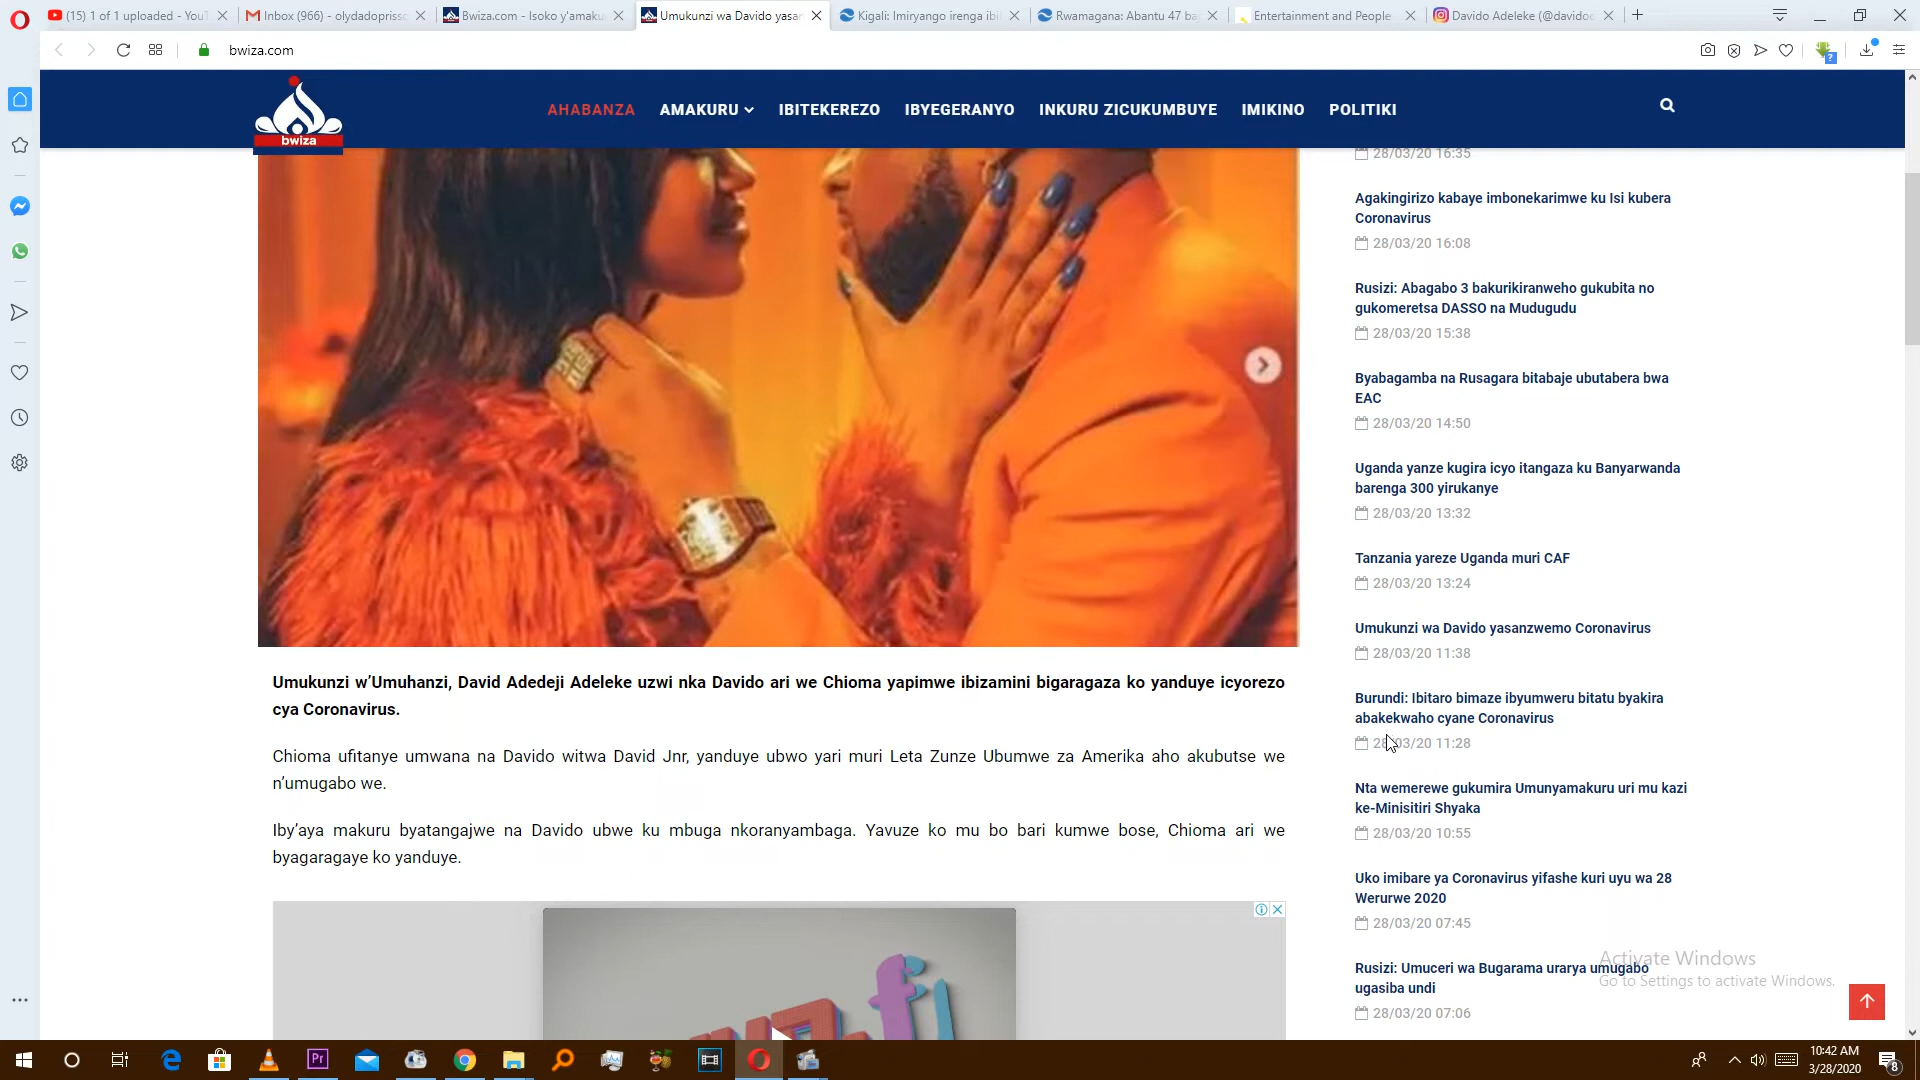 (15) 1 of 1 uploaded - YouT
Inbox (966) - olydadoprisso
Bwiza.com - Isoko y'amaku
Umukunzi wa Davido yasan
Kigali: Imiryango irenga ibi
Rwamagana: Abantu 47 ba
Entertainment and People
Davido Adeleke (@davidoc
bwiza.com
bwiza
AHABANZA
AMAKURU
IBITEKEREZO
IBYEGERANYO
INKURU ZICUKUMBUYE
IMIKINO
POLITIKI
Umukunzi w’Umuhanzi, David Adedeji Adeleke uzwi nka Davido ari we Chioma yapimwe ibizamini bigaragaza ko yanduye icyorezo
cya Coronavirus.
Chioma ufitanye umwana na Davido witwa David Jnr, yanduye ubwo yari muri Leta Zunze Ubumwe za Amerika aho akubutse we
n’umugabo we.
Iby’aya makuru byatangajwe na Davido ubwe ku mbuga nkoranyambaga. Yavuze ko mu bo bari kumwe bose, Chioma ari we
byagaragaye ko yanduye.
28/03/20 16:35
Agakingirizo kabaye imbonekarimwe ku Isi kubera
Coronavirus
28/03/20 16:08
Rusizi: Abagabo 3 bakurikiranweho gukubita no
gukomeretsa DASSO na Mudugudu
28/03/20 15:38
Byabagamba na Rusagara bitabaje ubutabera bwa
EAC
28/03/20 14:50
Uganda yanze kugira icyo itangaza ku Banyarwanda
barenga 300 yirukanye
28/03/20 13:32
Tanzania yareze Uganda muri CAF
28/03/20 13:24
Umukunzi wa Davido yasanzwemo Coronavirus
28/03/20 11:38
Burundi: Ibitaro bimaze ibyumweru bitatu byakira
abakekwaho cyane Coronavirus
28/03/20 11:28
Nta wemerewe gukumira Umunyamakuru uri mu kazi
ke-Minisitiri Shyaka
28/03/20 10:55
Uko imibare ya Coronavirus yifashe kuri uyu wa 28
Werurwe 2020
28/03/20 07:45
Rusizi: Umuceri wa Bugarama urarya umugabo
ugasiba undi
28/03/20 07:06
Activate Windows
Go to Settings to activate Windows.
Pr
10:42 AM
3/28/2020
8